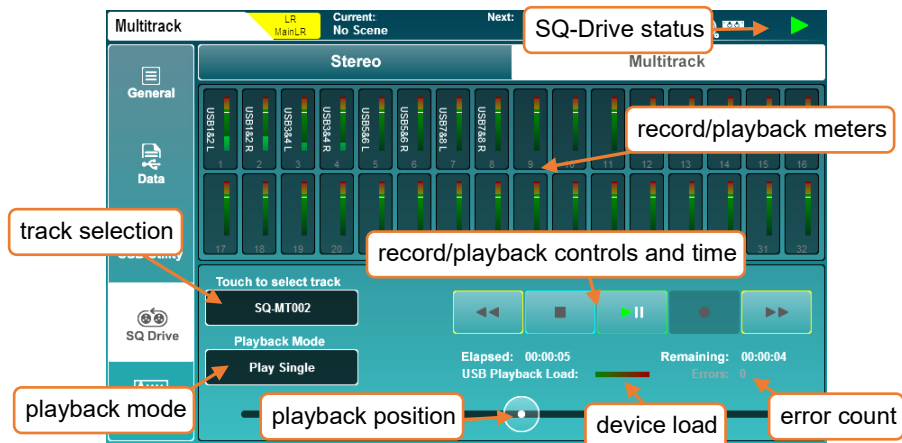 Multitrack
LR
MainLR
Current:
No Scene
Next:
SQ-Drive status
General
Stereo
Multitrack
USB1&2 L
USB1&2 R
USB3&4 L
USB3&4 R
USB5&6 L
USB5&6 R
USB7&8 L
USB7&8 R
record/playback meters
1 2 3 4 5 6 7 8 9 10 11 12 13 14 15 16
Data
track selection
17 18 19 20 31 32
record/playback controls and time
USB Utility
Touch to select track
SQ-MT002
SQ Drive
Playback Mode
Play Single
Elapsed: 00:00:05
Remaining: 00:00:04
USB Playback Load:
Errors: 0
playback mode
playback position
device load
error count